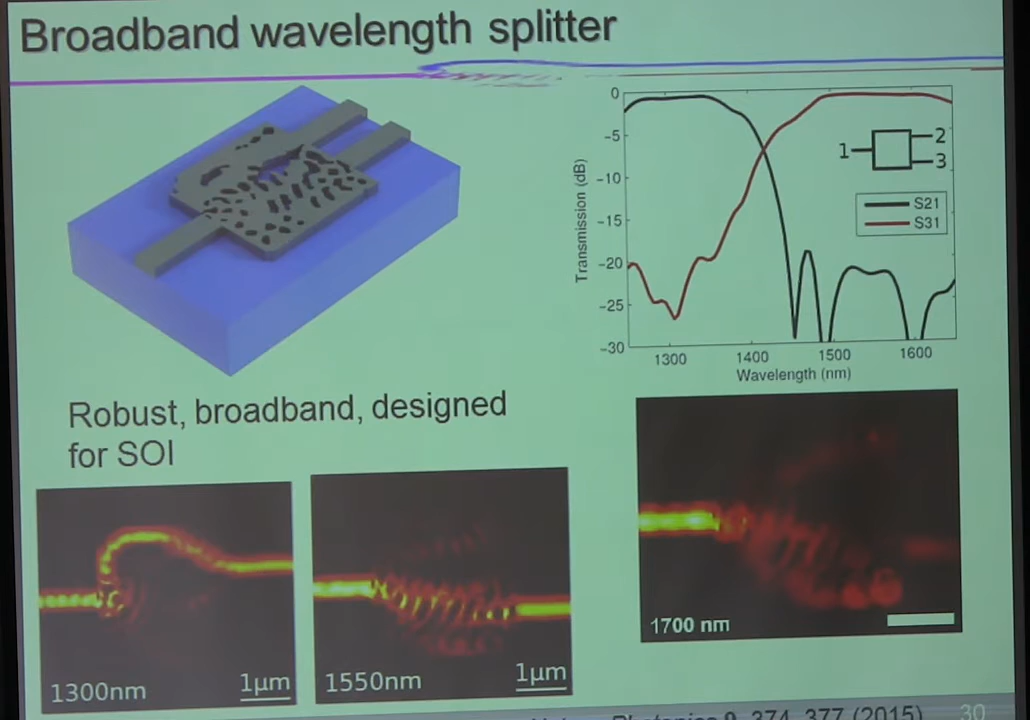 Broadband wavelength splitter
0
-5
-10
-15
-20
-25
-30
Transmission (dB)
1
2
3
S21
S31
1300
1400
1500
1600
Wavelength (nm)
Robust, broadband, designed
for SOI
1300nm
1μm
1550nm
1μm
1700 nm
Photonics 9, 374-377 (2015)
30